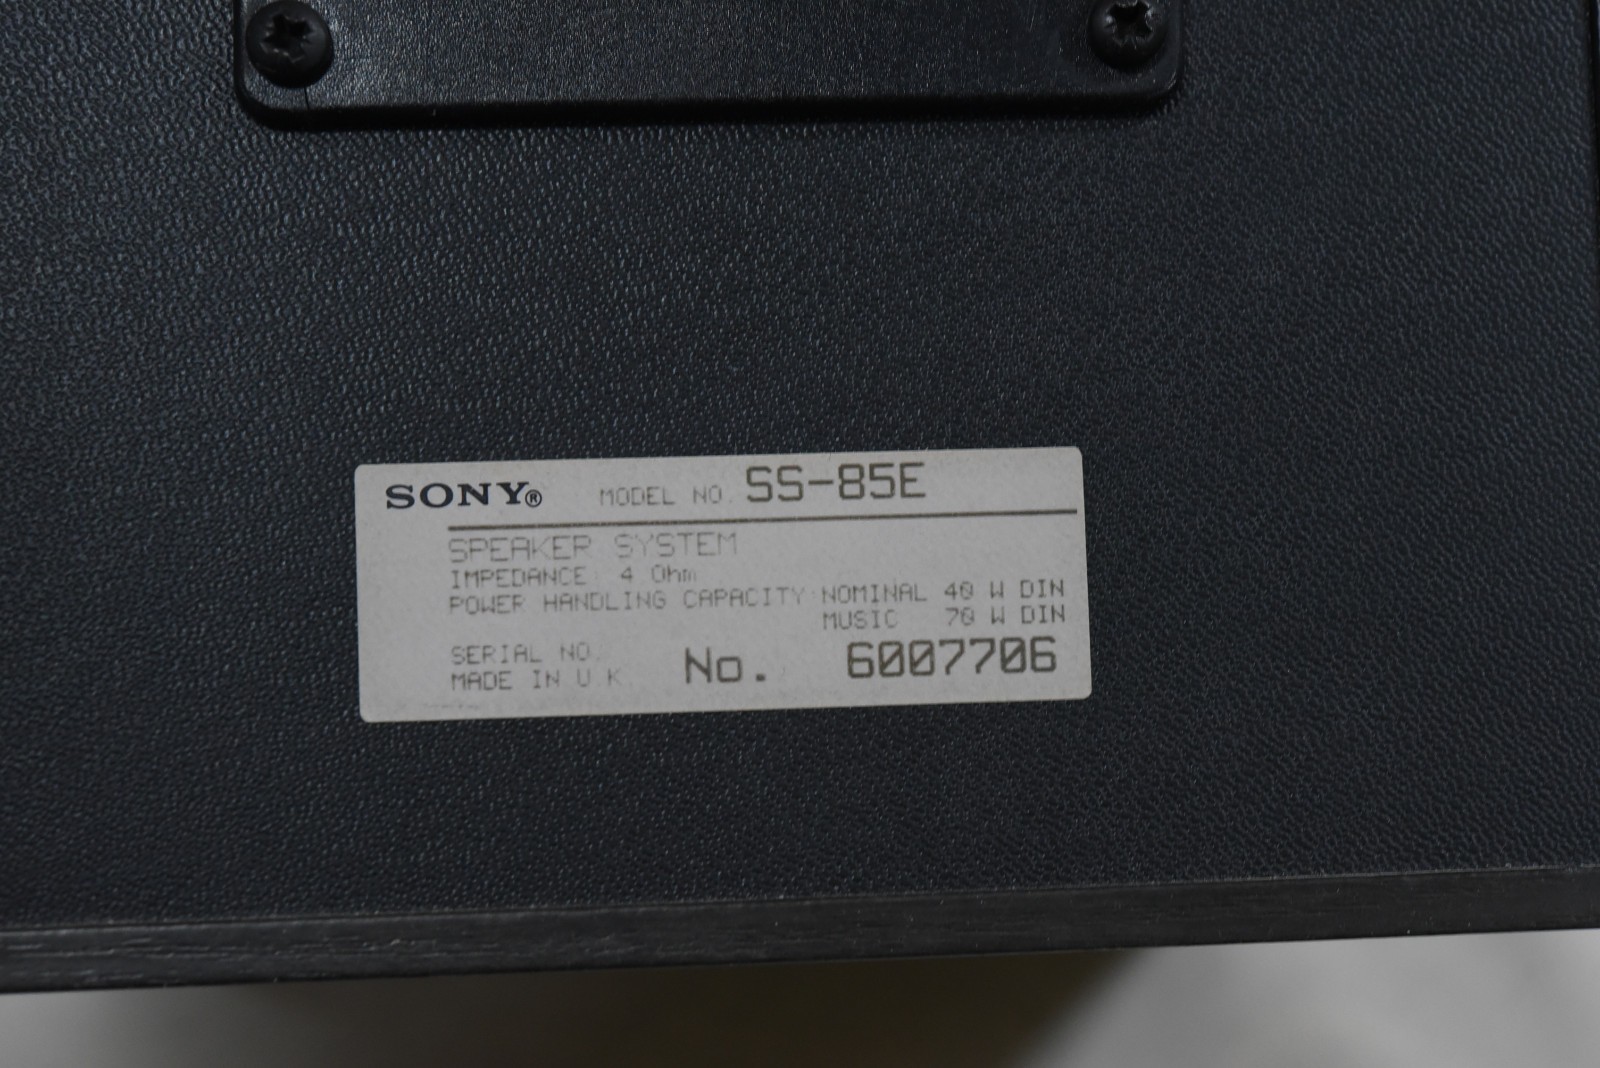 SONY® MODEL NO. SS-85E
SPEAKER SYSTEM
IMPEDANCE: 4 Ohm
POWER HANDLING CAPACITY: NOMINAL 40 W DIN
MUSIC 70 W DIN
SERIAL NO. No. 6007706
MADE IN U.K.